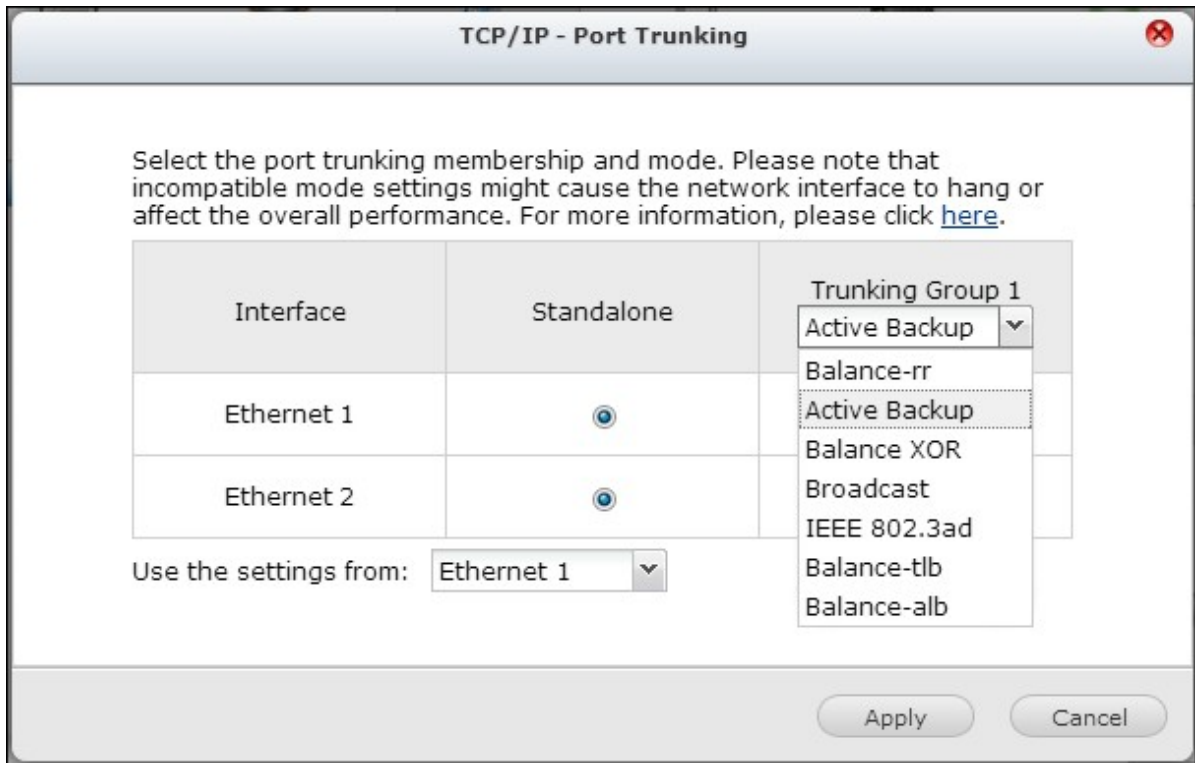 TCP/IP - Port Trunking
Select the port trunking membership and mode. Please note that
incompatible mode settings might cause the network interface to hang or
affect the overall performance. For more information, please click here.
Interface
Standalone
Trunking Group 1
Active Backup
Balance-rr
Active Backup
Balance XOR
Broadcast
IEEE 802.3ad
Balance-tlb
Balance-alb
Ethernet 1
Ethernet 2
Use the settings from: Ethernet 1
Apply Cancel